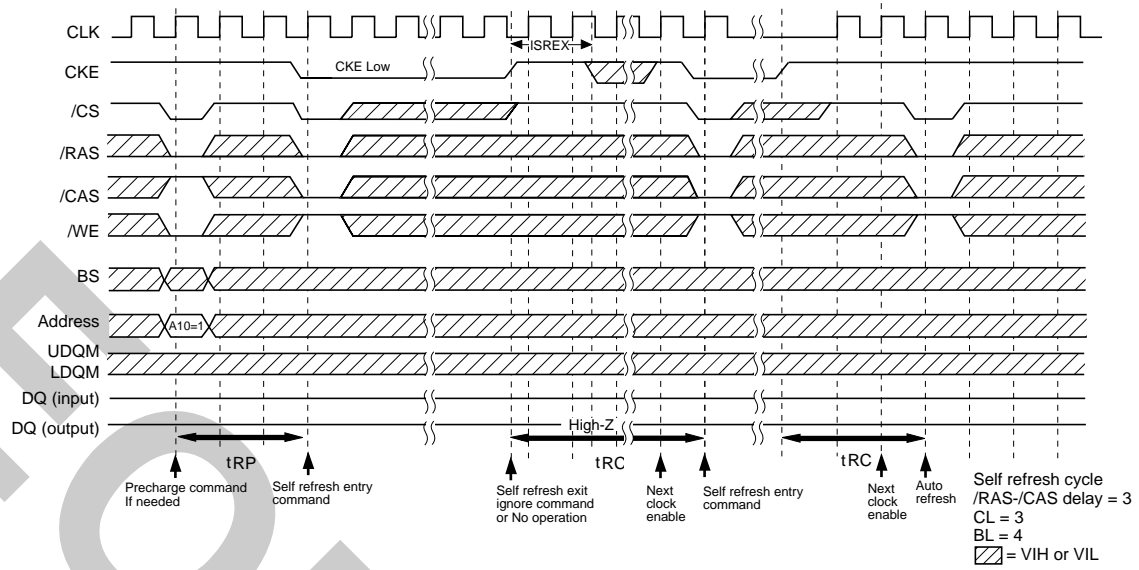 CLK
lSREX
CKE
CKE Low
/CS
/RAS
/CAS
/WE
BS
Address
A10=1
UDQM
LDQM
DQ (input)
DQ (output)
High-Z
tRP
tRC
tRC
Precharge command
If needed
Self refresh entry
command
Self refresh exit
ignore command
or No operation
Next
clock
enable
Self refresh entry
command
Next
clock
enable
Auto
refresh
Self refresh cycle
/RAS-/CAS delay = 3
CL = 3
BL = 4
= VIH or VIL